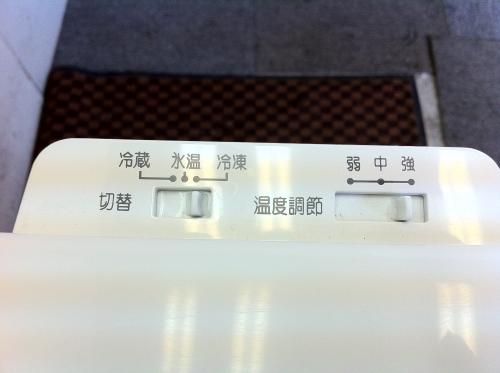 冷蔵 氷温 冷凍
切替
弱 中 強
温度調節